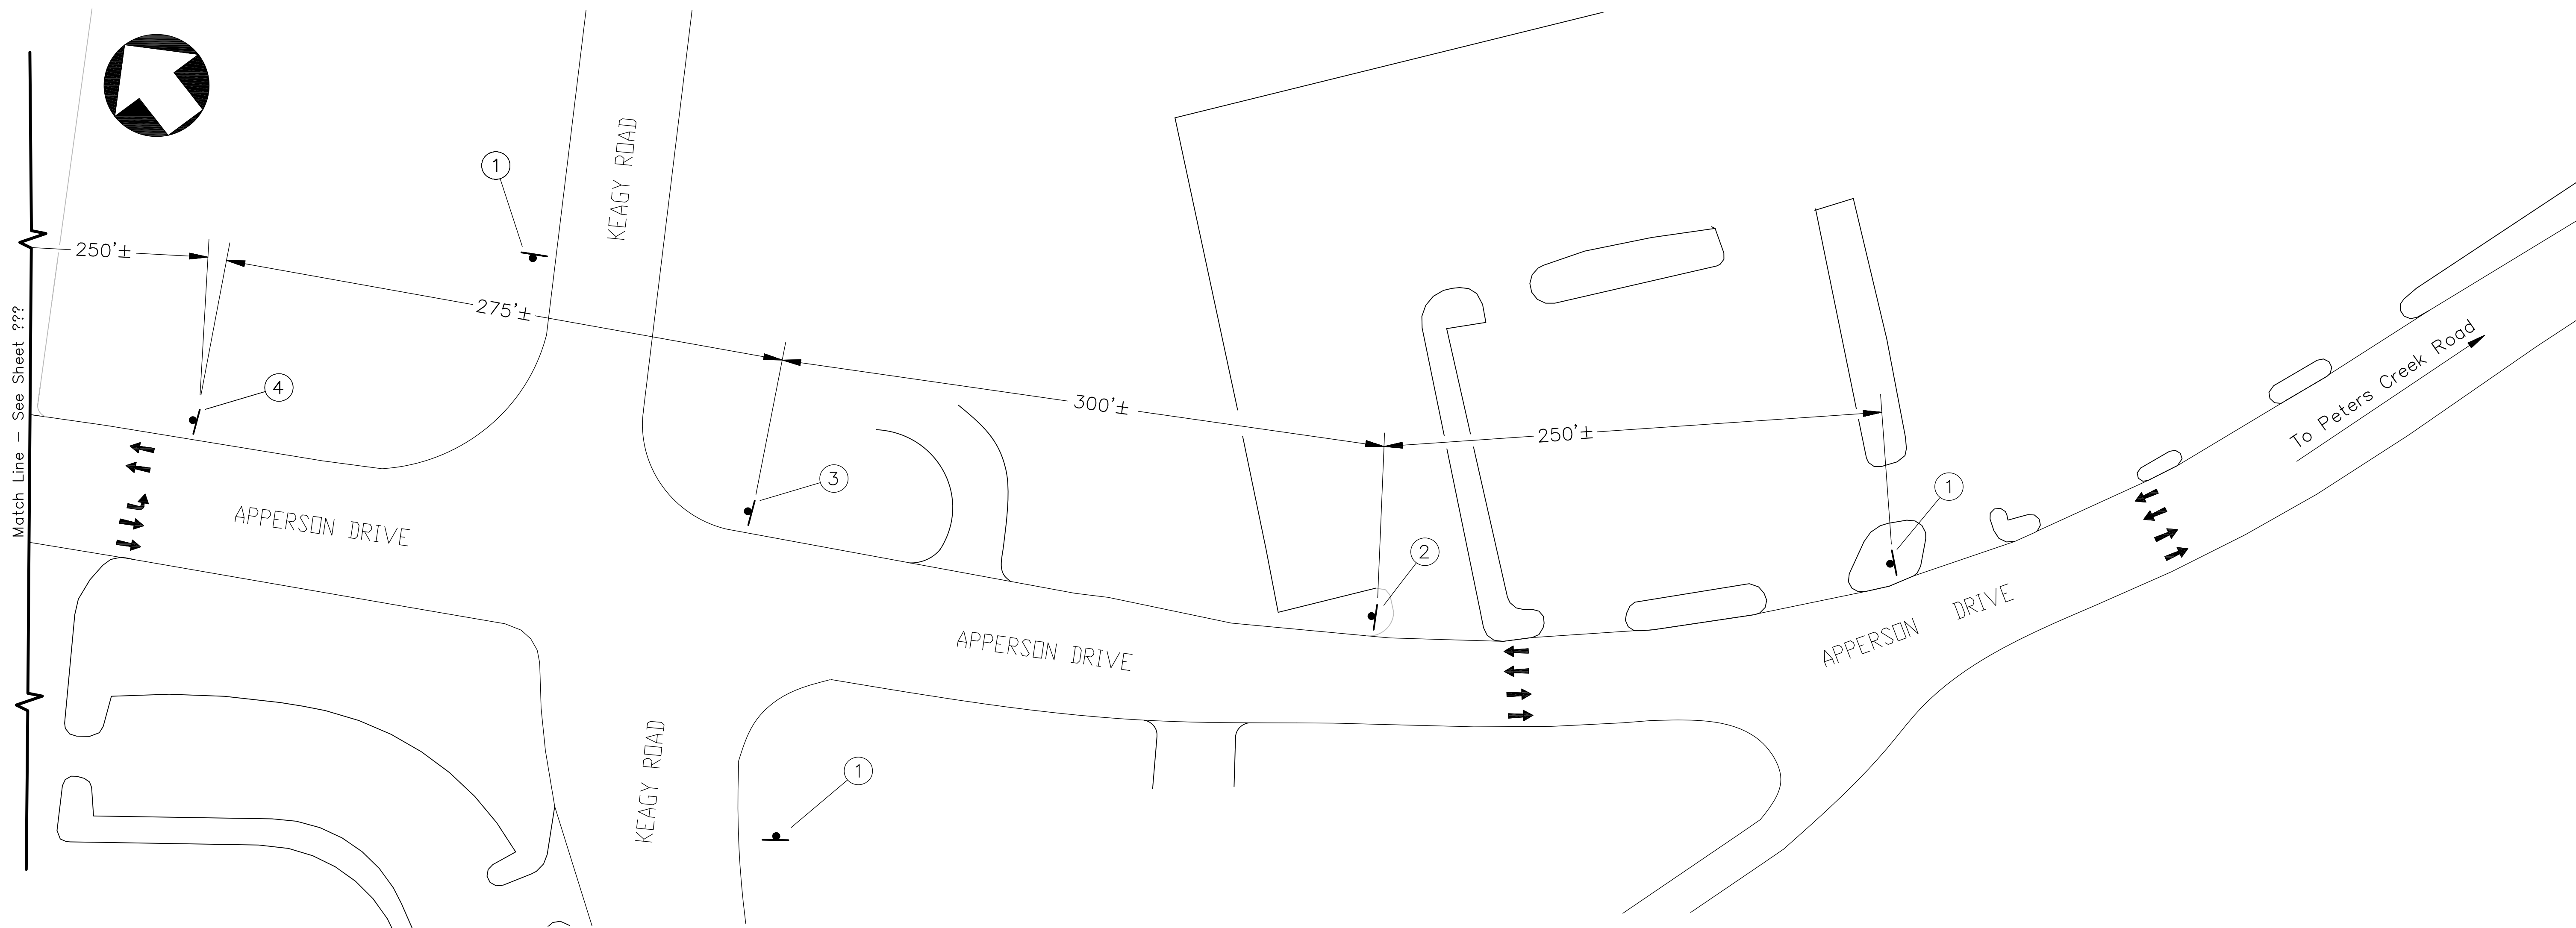 Match Line - See Sheet ???
250'±
4
APPERSON DRIVE
275'±
1
KEAGY ROAD
3
300'±
APPERSON DRIVE
KEAGY ROAD
1
2
250'±
1
APPERSON DRIVE
To Peters Creek Road